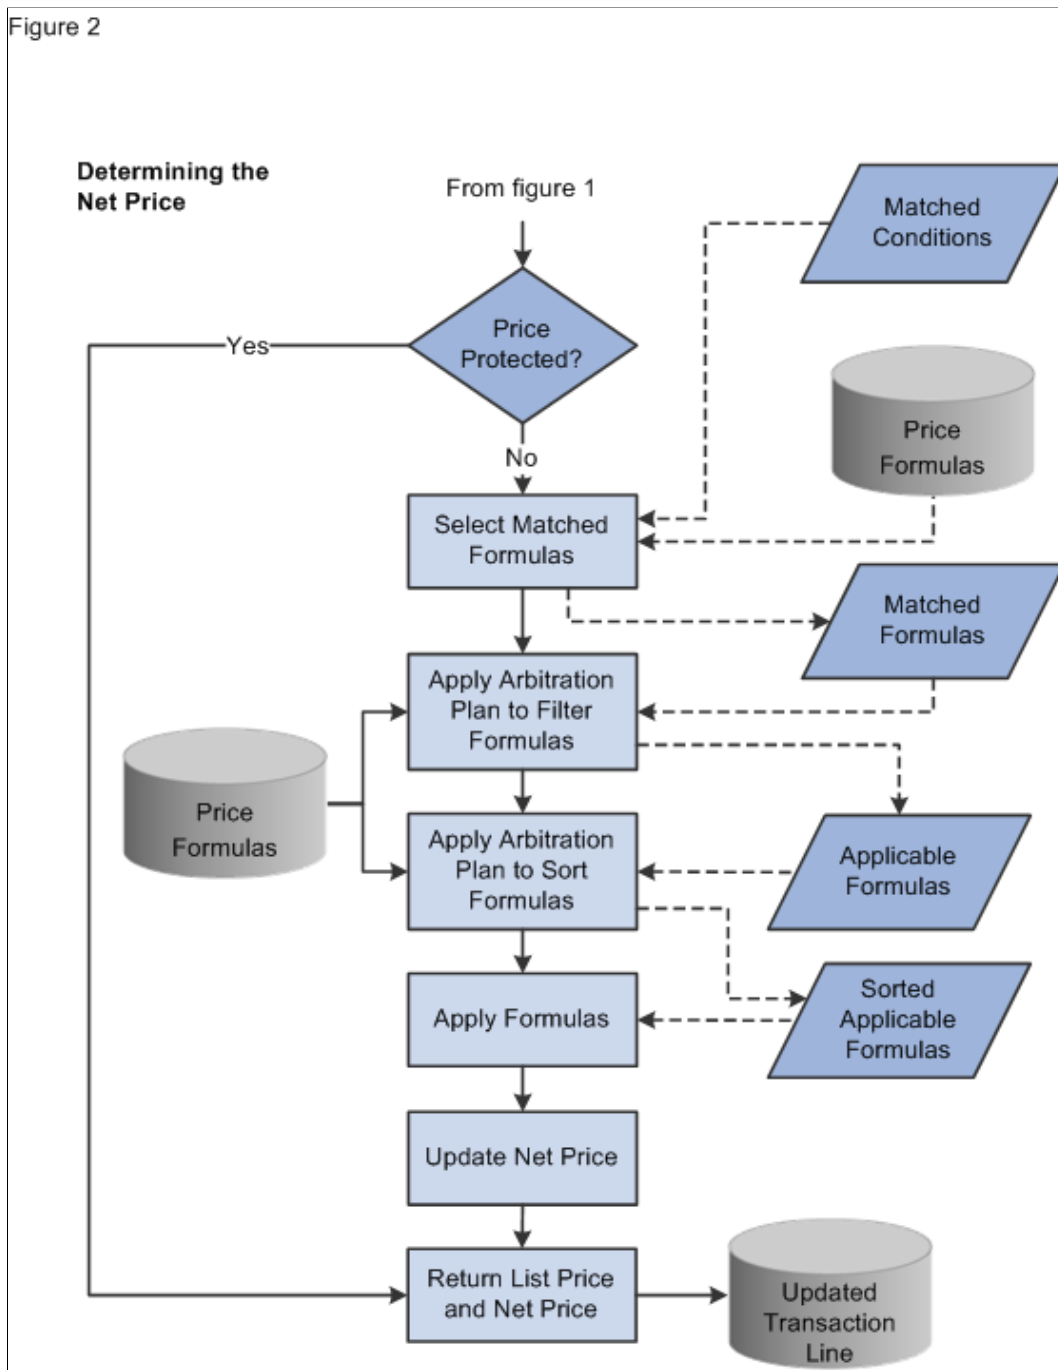 Figure 2
Determining the
Net Price
From figure 1
Matched
Conditions
Price
Protected?
Yes
Price
Formulas
No
Select Matched
Formulas
Matched
Formulas
Apply Arbitration
Plan to Filter
Formulas
Price
Formulas
Apply Arbitration
Plan to Sort
Formulas
Applicable
Formulas
Apply Formulas
Sorted
Applicable
Formulas
Update Net Price
Return List Price
and Net Price
Updated
Transaction
Line